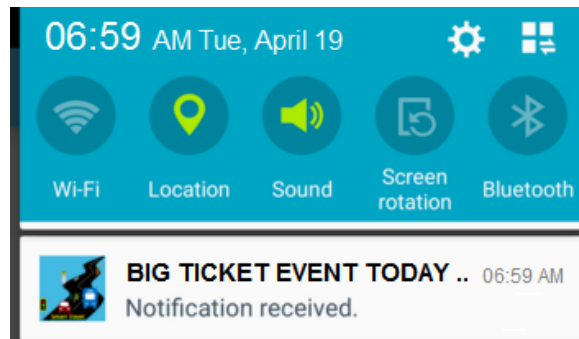 06:59 AM Tue, April 19
Wi-Fi Location Sound Screen rotation Bluetooth
BIG TICKET EVENT TODAY .. 06:59 AM
Notification received.